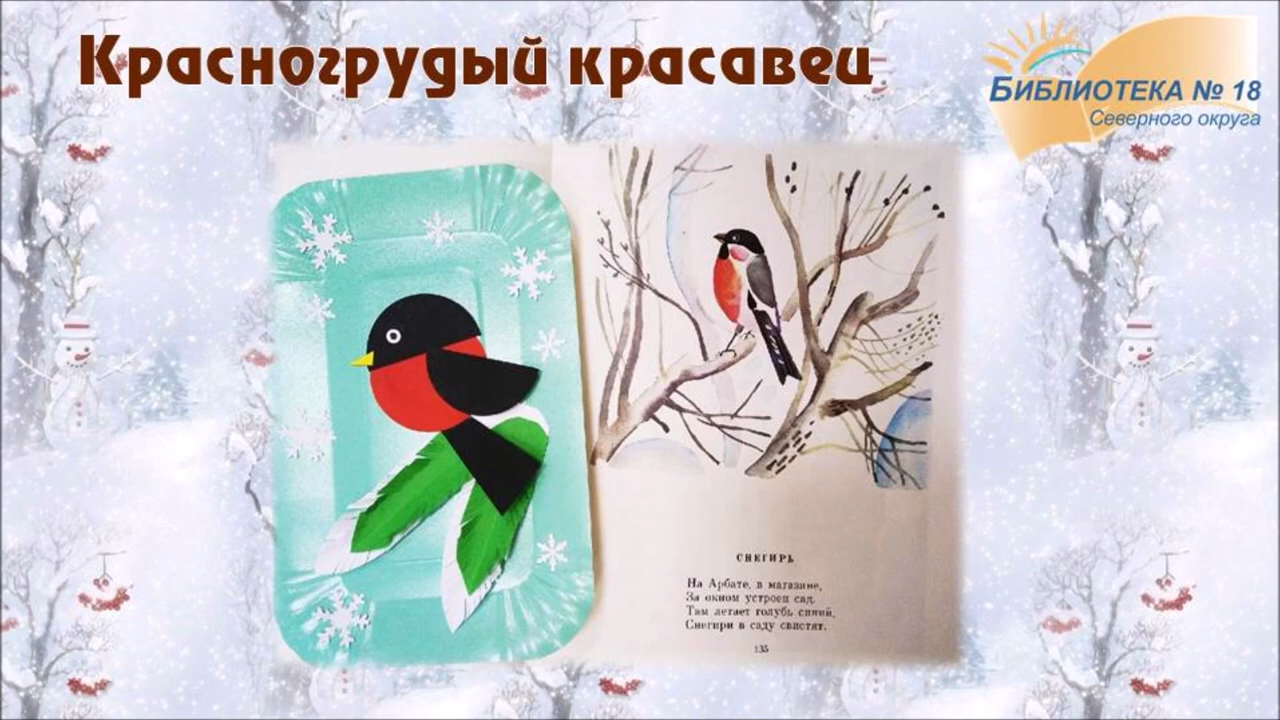 Красногрудый красавец
БИБЛИОТЕКА № 18
Северного округа
СНЕГИРЬ
На Арбате, в магазине,
За окном устроен сад.
Там летает голубь синий,
Снегири в саду свистят.
135